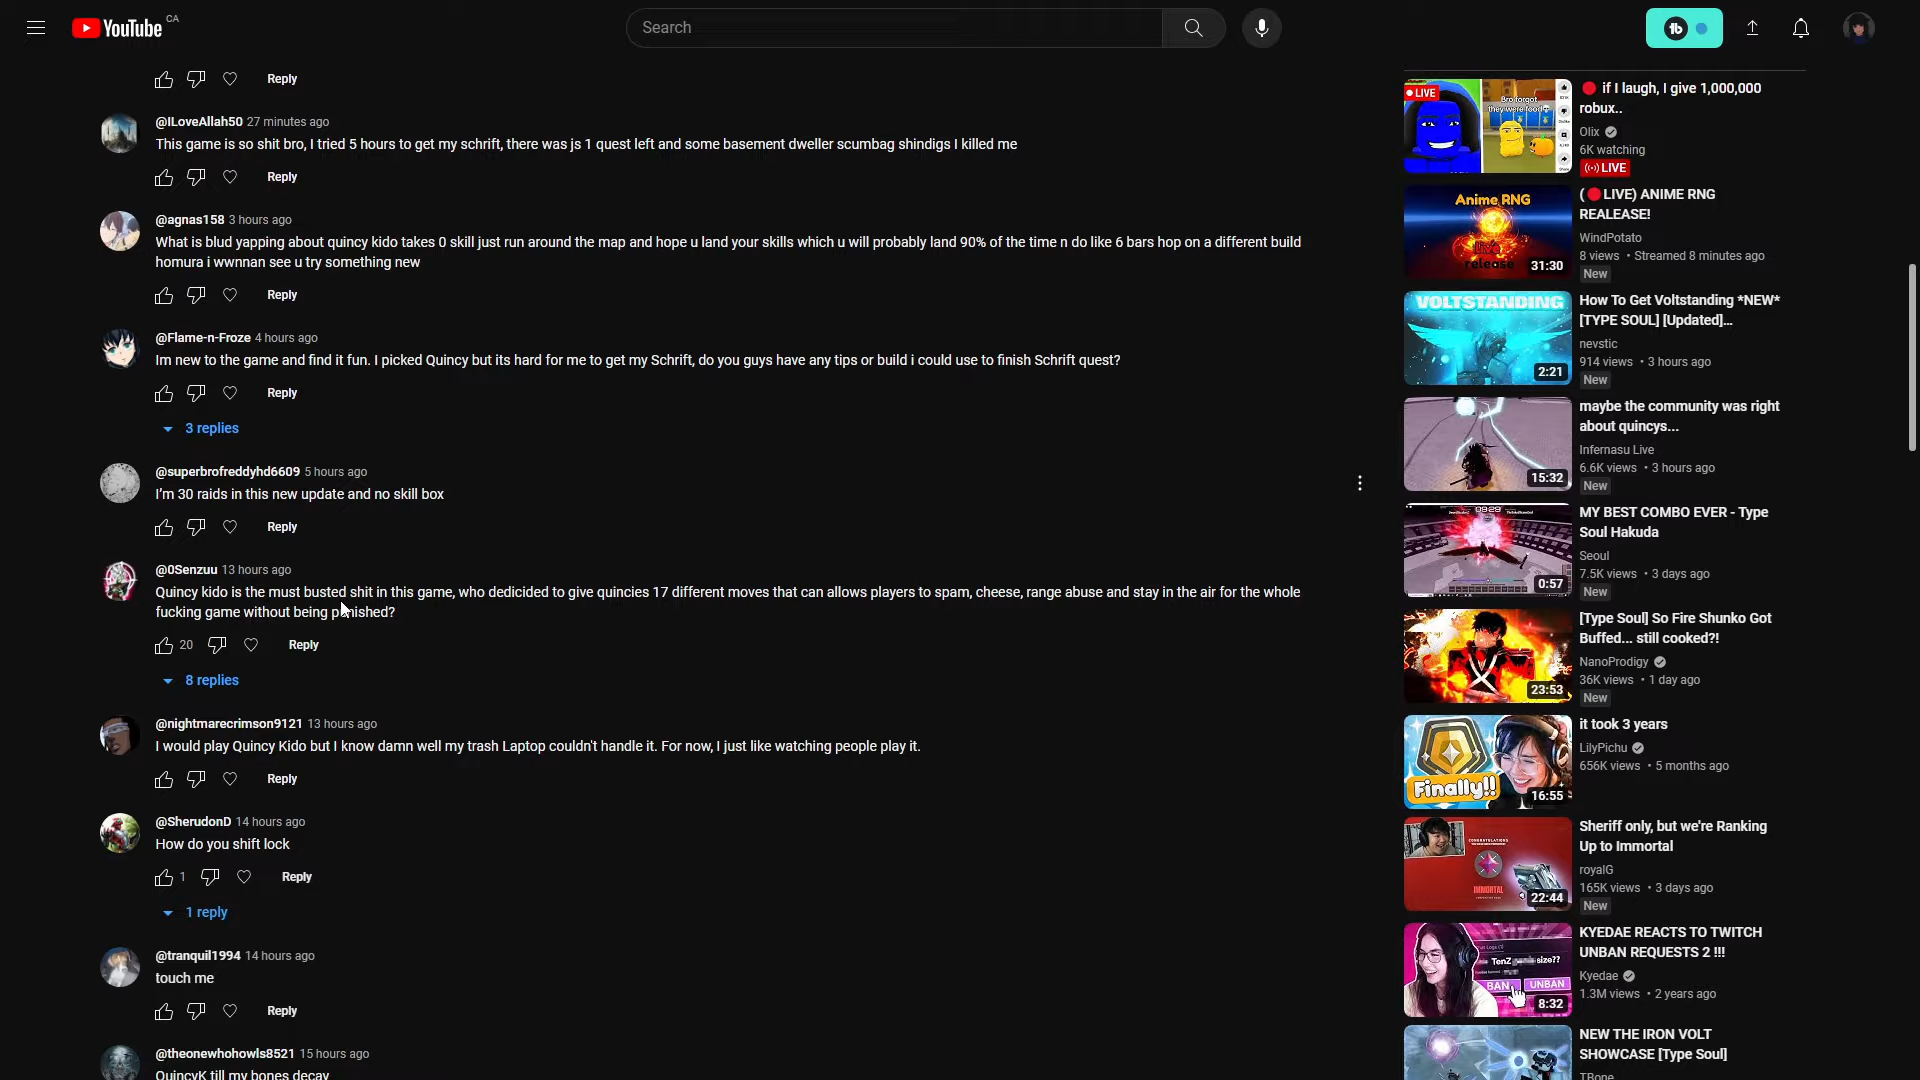 YouTube CA
Search
Reply
@ILoveAllah50 27 minutes ago
This game is so shit bro, I tried 5 hours to get my schrift, there was js 1 quest left and some basement dweller scumbag shindigs I killed me
Reply
@agnas158 3 hours ago
What is blud yapping about quincy kido takes 0 skill just run around the map and hope u land your skills which u will probably land 90% of the time n do like 6 bars hop on a different build
homura i wwnnan see u try something new
Reply
@Flame-n-Froze 4 hours ago
Im new to the game and find it fun. I picked Quincy but its hard for me to get my Schrift, do you guys have any tips or build i could use to finish Schrift quest?
Reply
3 replies
@superbrofreddyhd6609 5 hours ago
I'm 30 raids in this new update and no skill box
Reply
@0Senzuu 13 hours ago
Quincy kido is the must busted shit in this game, who dedicided to give quincies 17 different moves that can allows players to spam, cheese, range abuse and stay in the air for the whole
fucking game without being penished?
20 Reply
8 replies
@nightmarecrimson9121 13 hours ago
I would play Quincy Kido but I know damn well my trash Laptop couldn't handle it. For now, I just like watching people play it.
Reply
@SherudonD 14 hours ago
How do you shift lock
1 Reply
1 reply
@tranquil1994 14 hours ago
touch me
Reply
@theonewhohowls8521 15 hours ago
QuincyK till my bones decay
LIVE
Bro forgot
they were food
if I laugh, I give 1,000,000
robux..
Olix
6K watching
LIVE
Anime RNG
live
release
31:30
(🔴LIVE) ANIME RNG
REALEASE!
WindPotato
8 views • Streamed 8 minutes ago
New
VOLTSTANDING
2:21
How To Get Voltstanding *NEW*
[TYPE SOUL] [Updated]...
nevstic
914 views • 3 hours ago
New
15:32
maybe the community was right
about quincys...
Infernasu Live
6.6K views • 3 hours ago
New
09:29
0:57
MY BEST COMBO EVER - Type
Soul Hakuda
Seoul
7.5K views • 3 days ago
New
23:53
[Type Soul] So Fire Shunko Got
Buffed... still cooked?!
NanoProdigy
36K views • 1 day ago
New
Finally!!
16:55
it took 3 years
LilyPichu
656K views • 5 months ago
CONGRATULATIONS
IMMORTAL
22:44
Sheriff only, but we're Ranking
Up to Immortal
royalG
165K views • 3 days ago
New
TenZ size??
BAN UNBAN
8:32
KYEDAE REACTS TO TWITCH
UNBAN REQUESTS 2 !!!
Kyedae
1.3M views • 2 years ago
NEW THE IRON VOLT
SHOWCASE [Type Soul]
TBone